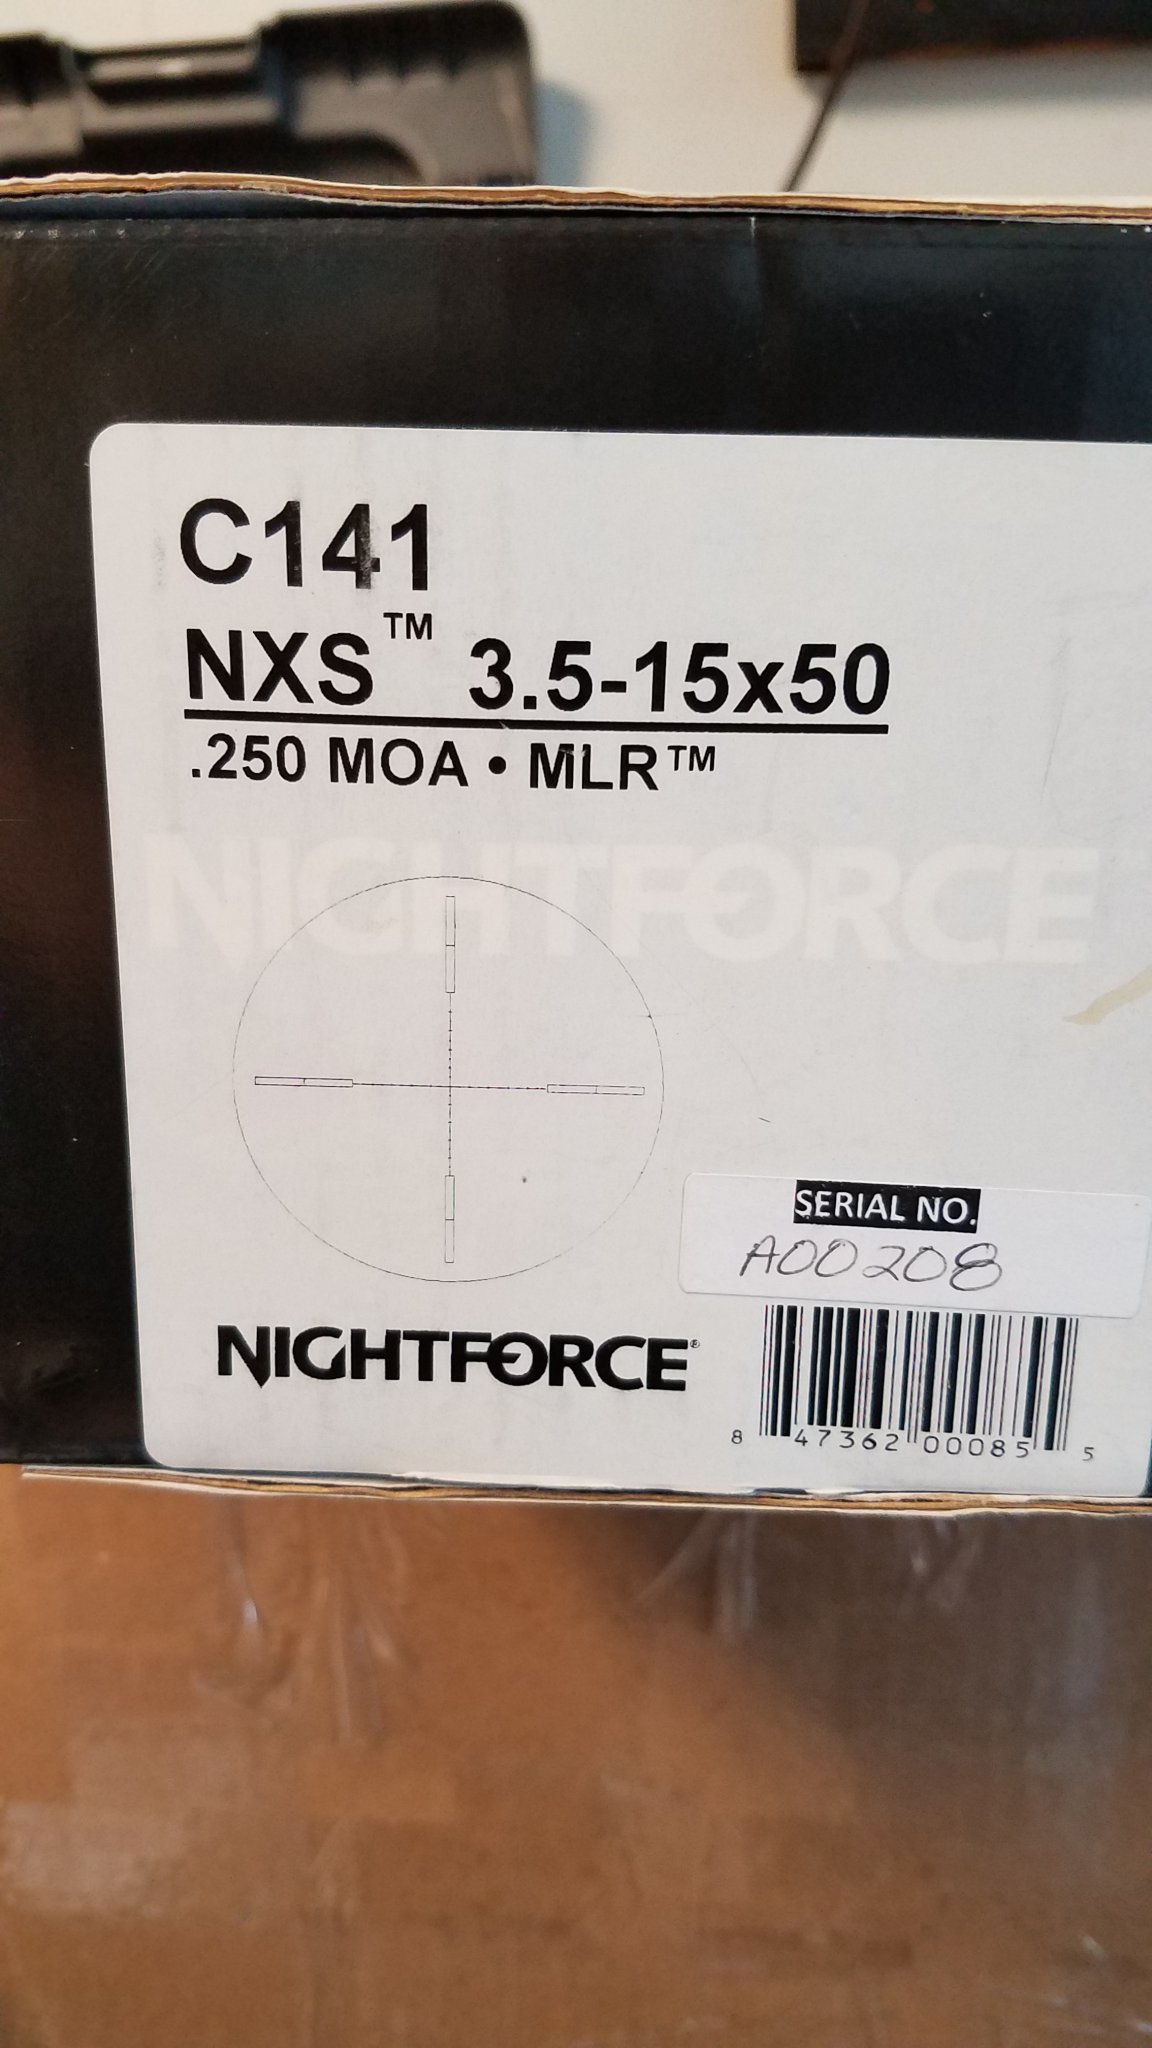 C141
NXS™ 3.5-15x50
.250 MOA • MLR™
NIGHTFORCE
SERIAL NO.
A00208
NIGHTFORCE®
8 47362 00085 5